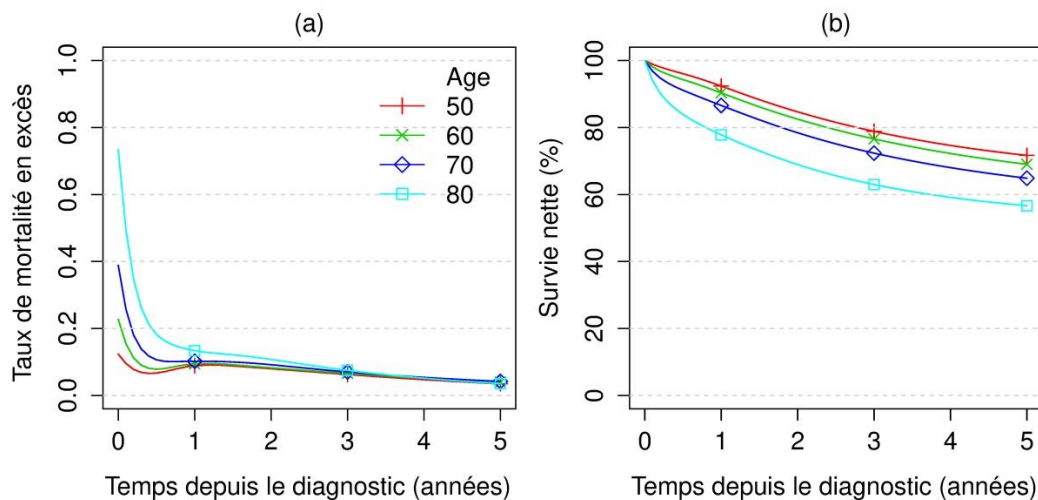 (a)
Taux de mortalité en excès
1.0
0.8
0.6
0.4
0.2
0.0
Age
50
60
70
80
0 1 2 3 4 5
Temps depuis le diagnostic (années)
(b)
Survie nette (%)
100
80
60
40
20
0
0 1 2 3 4 5
Temps depuis le diagnostic (années)